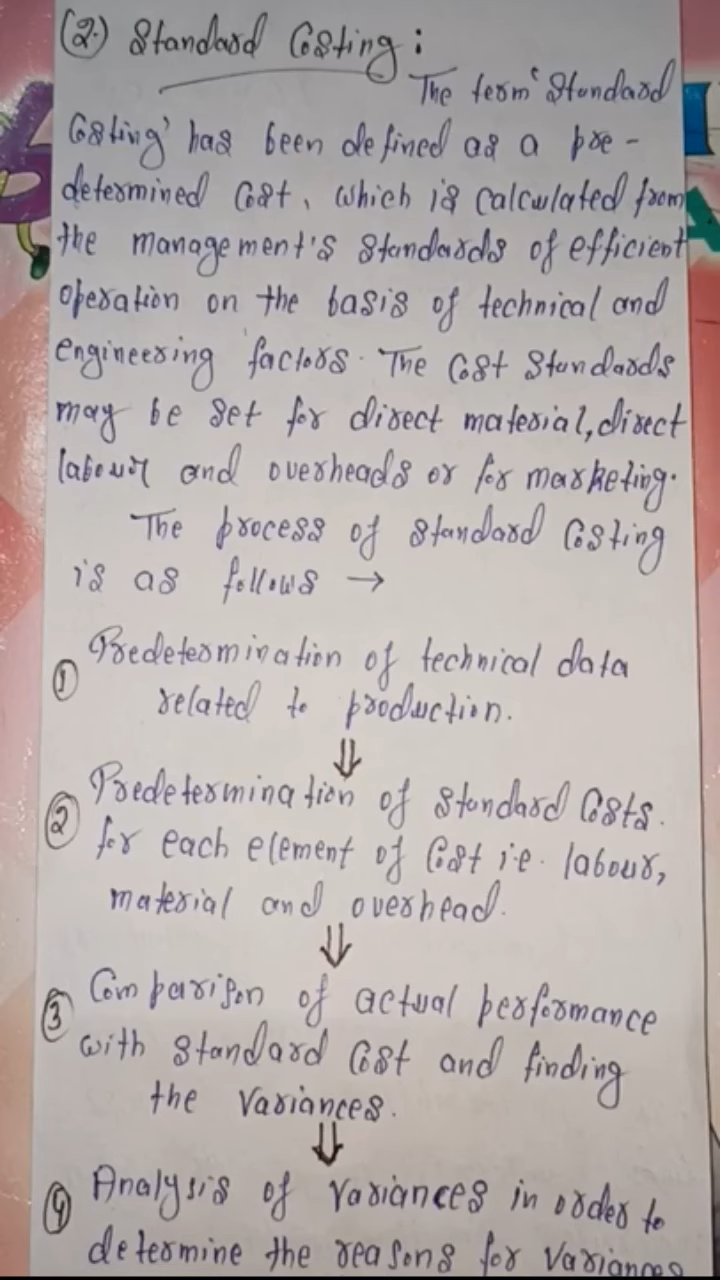 (2.) Standard Costing :
The term 'Standard
Costing' has been defined as a pre-
determined Cost, which is calculated from
the management's standards of efficient
operation on the basis of technical and
engineering factors. The Cost Standards
may be set for direct material, direct
labour and overheads or for marketing.
The process of standard Costing
is as follows →
① Predetermination of technical data
related to production.
⇓
② Predetermination of standard Costs.
for each element of Cost i.e. labour,
material and overhead.
⇓
③ Comparison of actual performance
with standard Cost and finding
the Variances.
⇓
④ Analysis of Variances in order to
determine the reasons for Variances